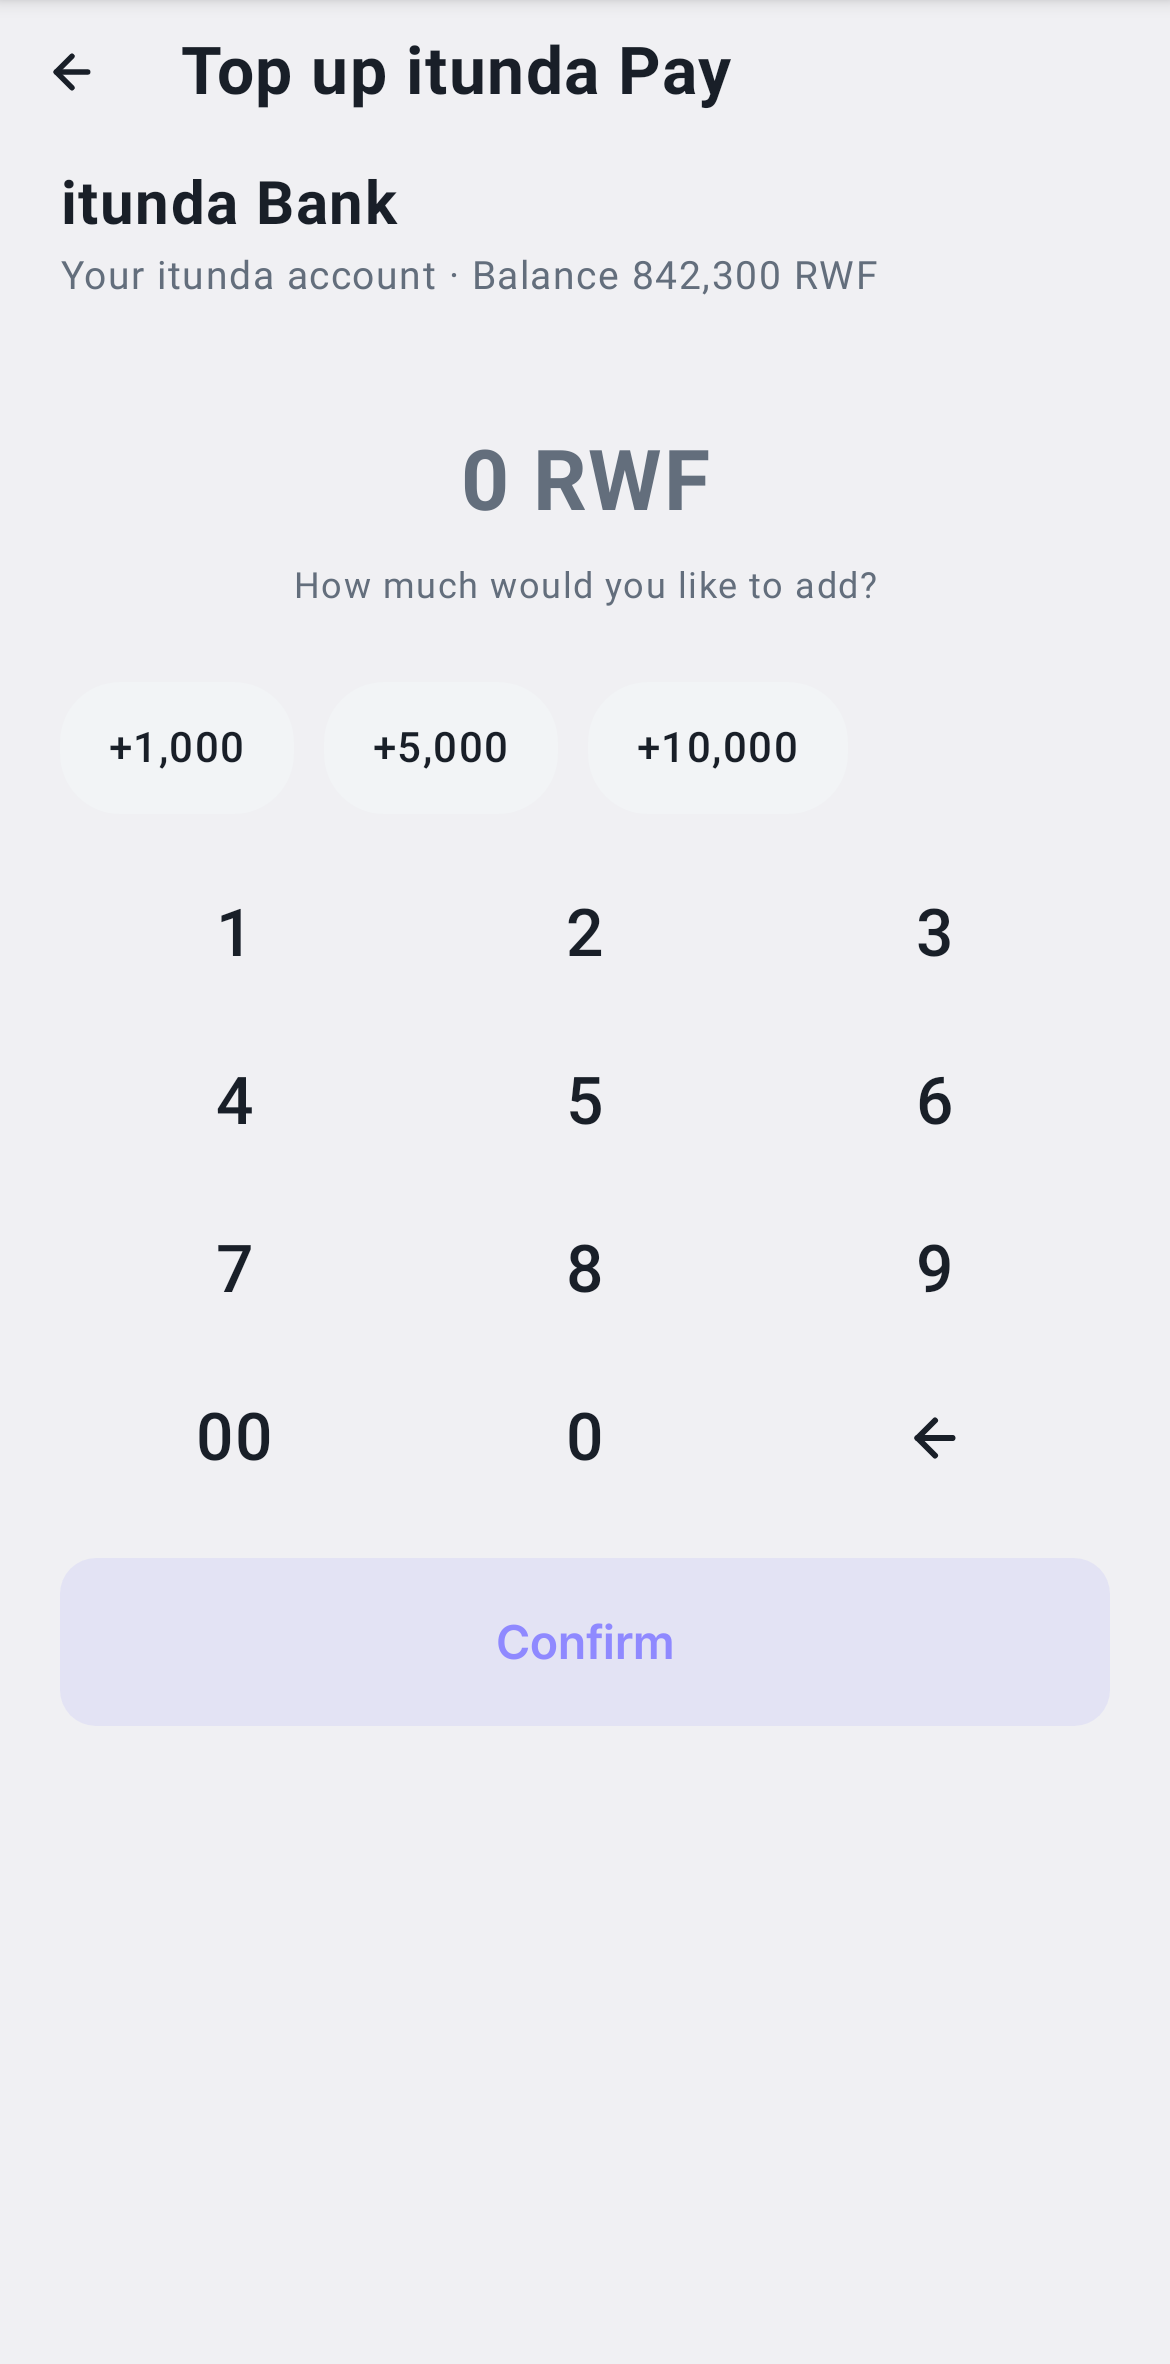 Top up itunda Pay
itunda Bank
Your itunda account · Balance 842,300 RWF
0 RWF
How much would you like to add?
+1,000 +5,000 +10,000
1 2 3
4 5 6
7 8 9
00 0
Confirm